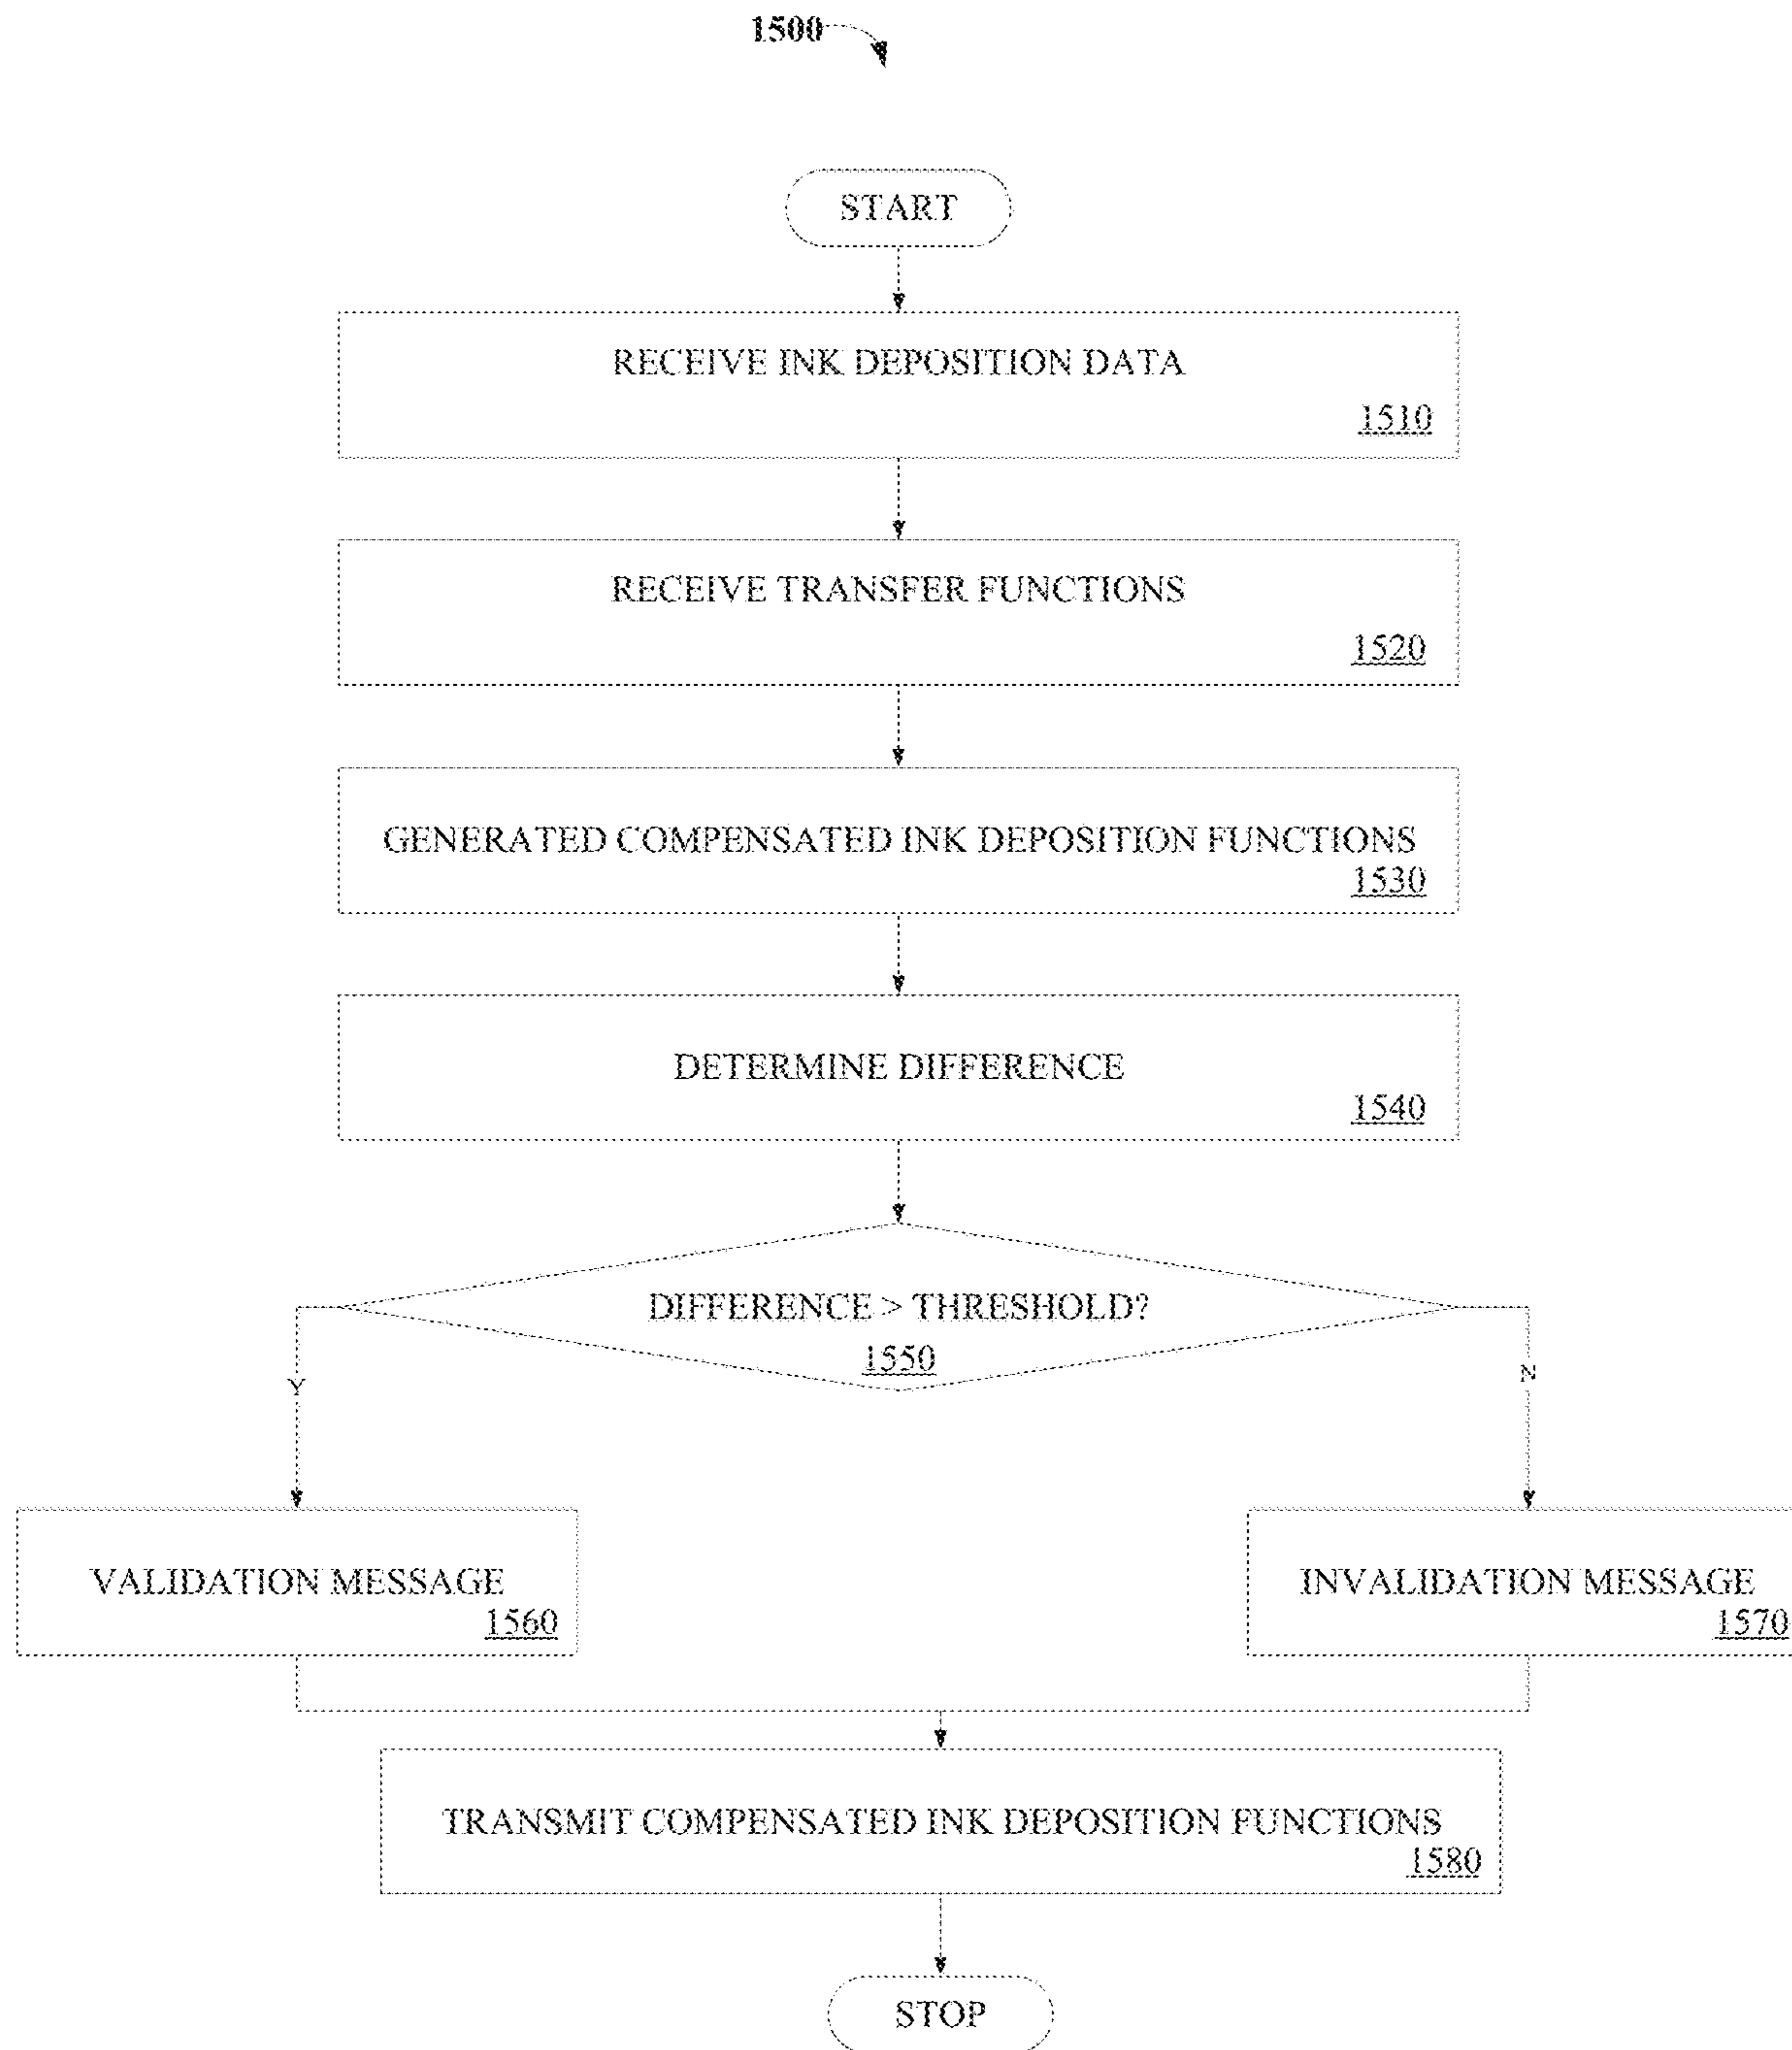 1500
START
RECEIVE INK DEPOSITION DATA
1510
RECEIVE TRANSFER FUNCTIONS
1520
GENERATED COMPENSATED INK DEPOSITION FUNCTIONS
1530
DETERMINE DIFFERENCE
1540
DIFFERENCE > THRESHOLD?
1550
Y
N
VALIDATION MESSAGE
1560
INVALIDATION MESSAGE
1570
TRANSMIT COMPENSATED INK DEPOSITION FUNCTIONS
1580
STOP